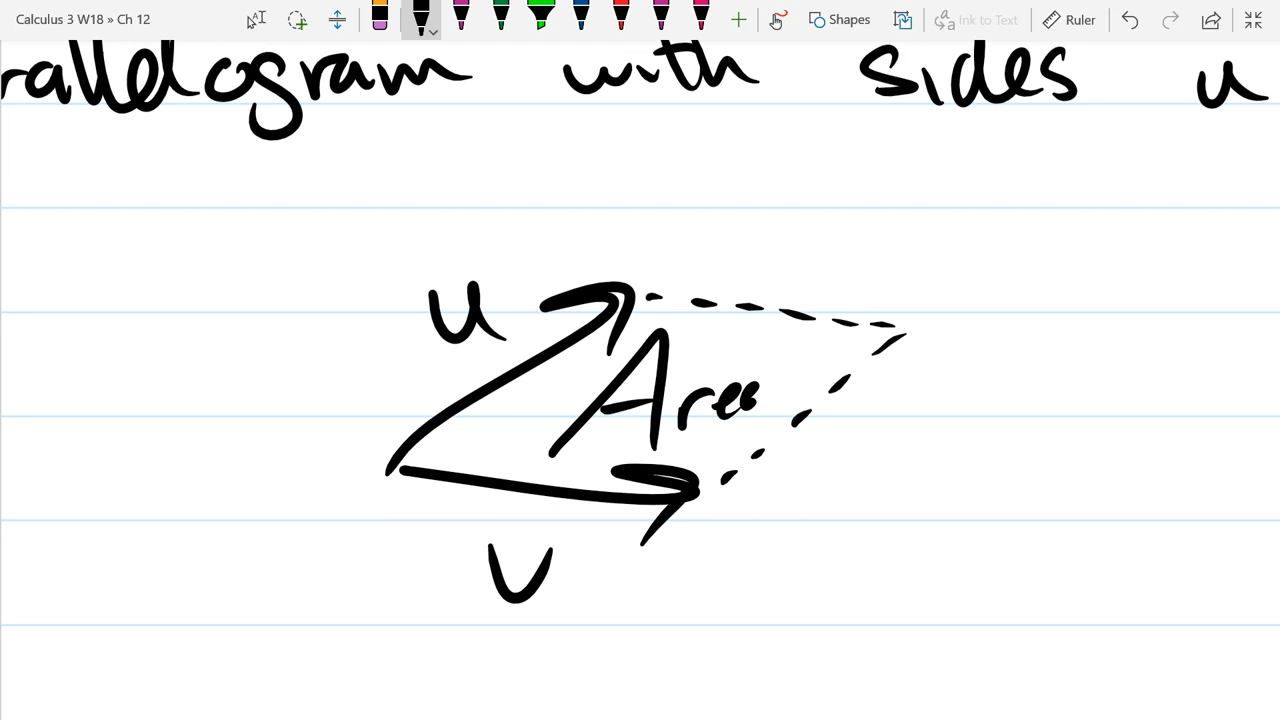 Calculus 3 W18 » Ch 12
Shapes
Ink to Text
Ruler
rallelogram with sides u
u
Area
v